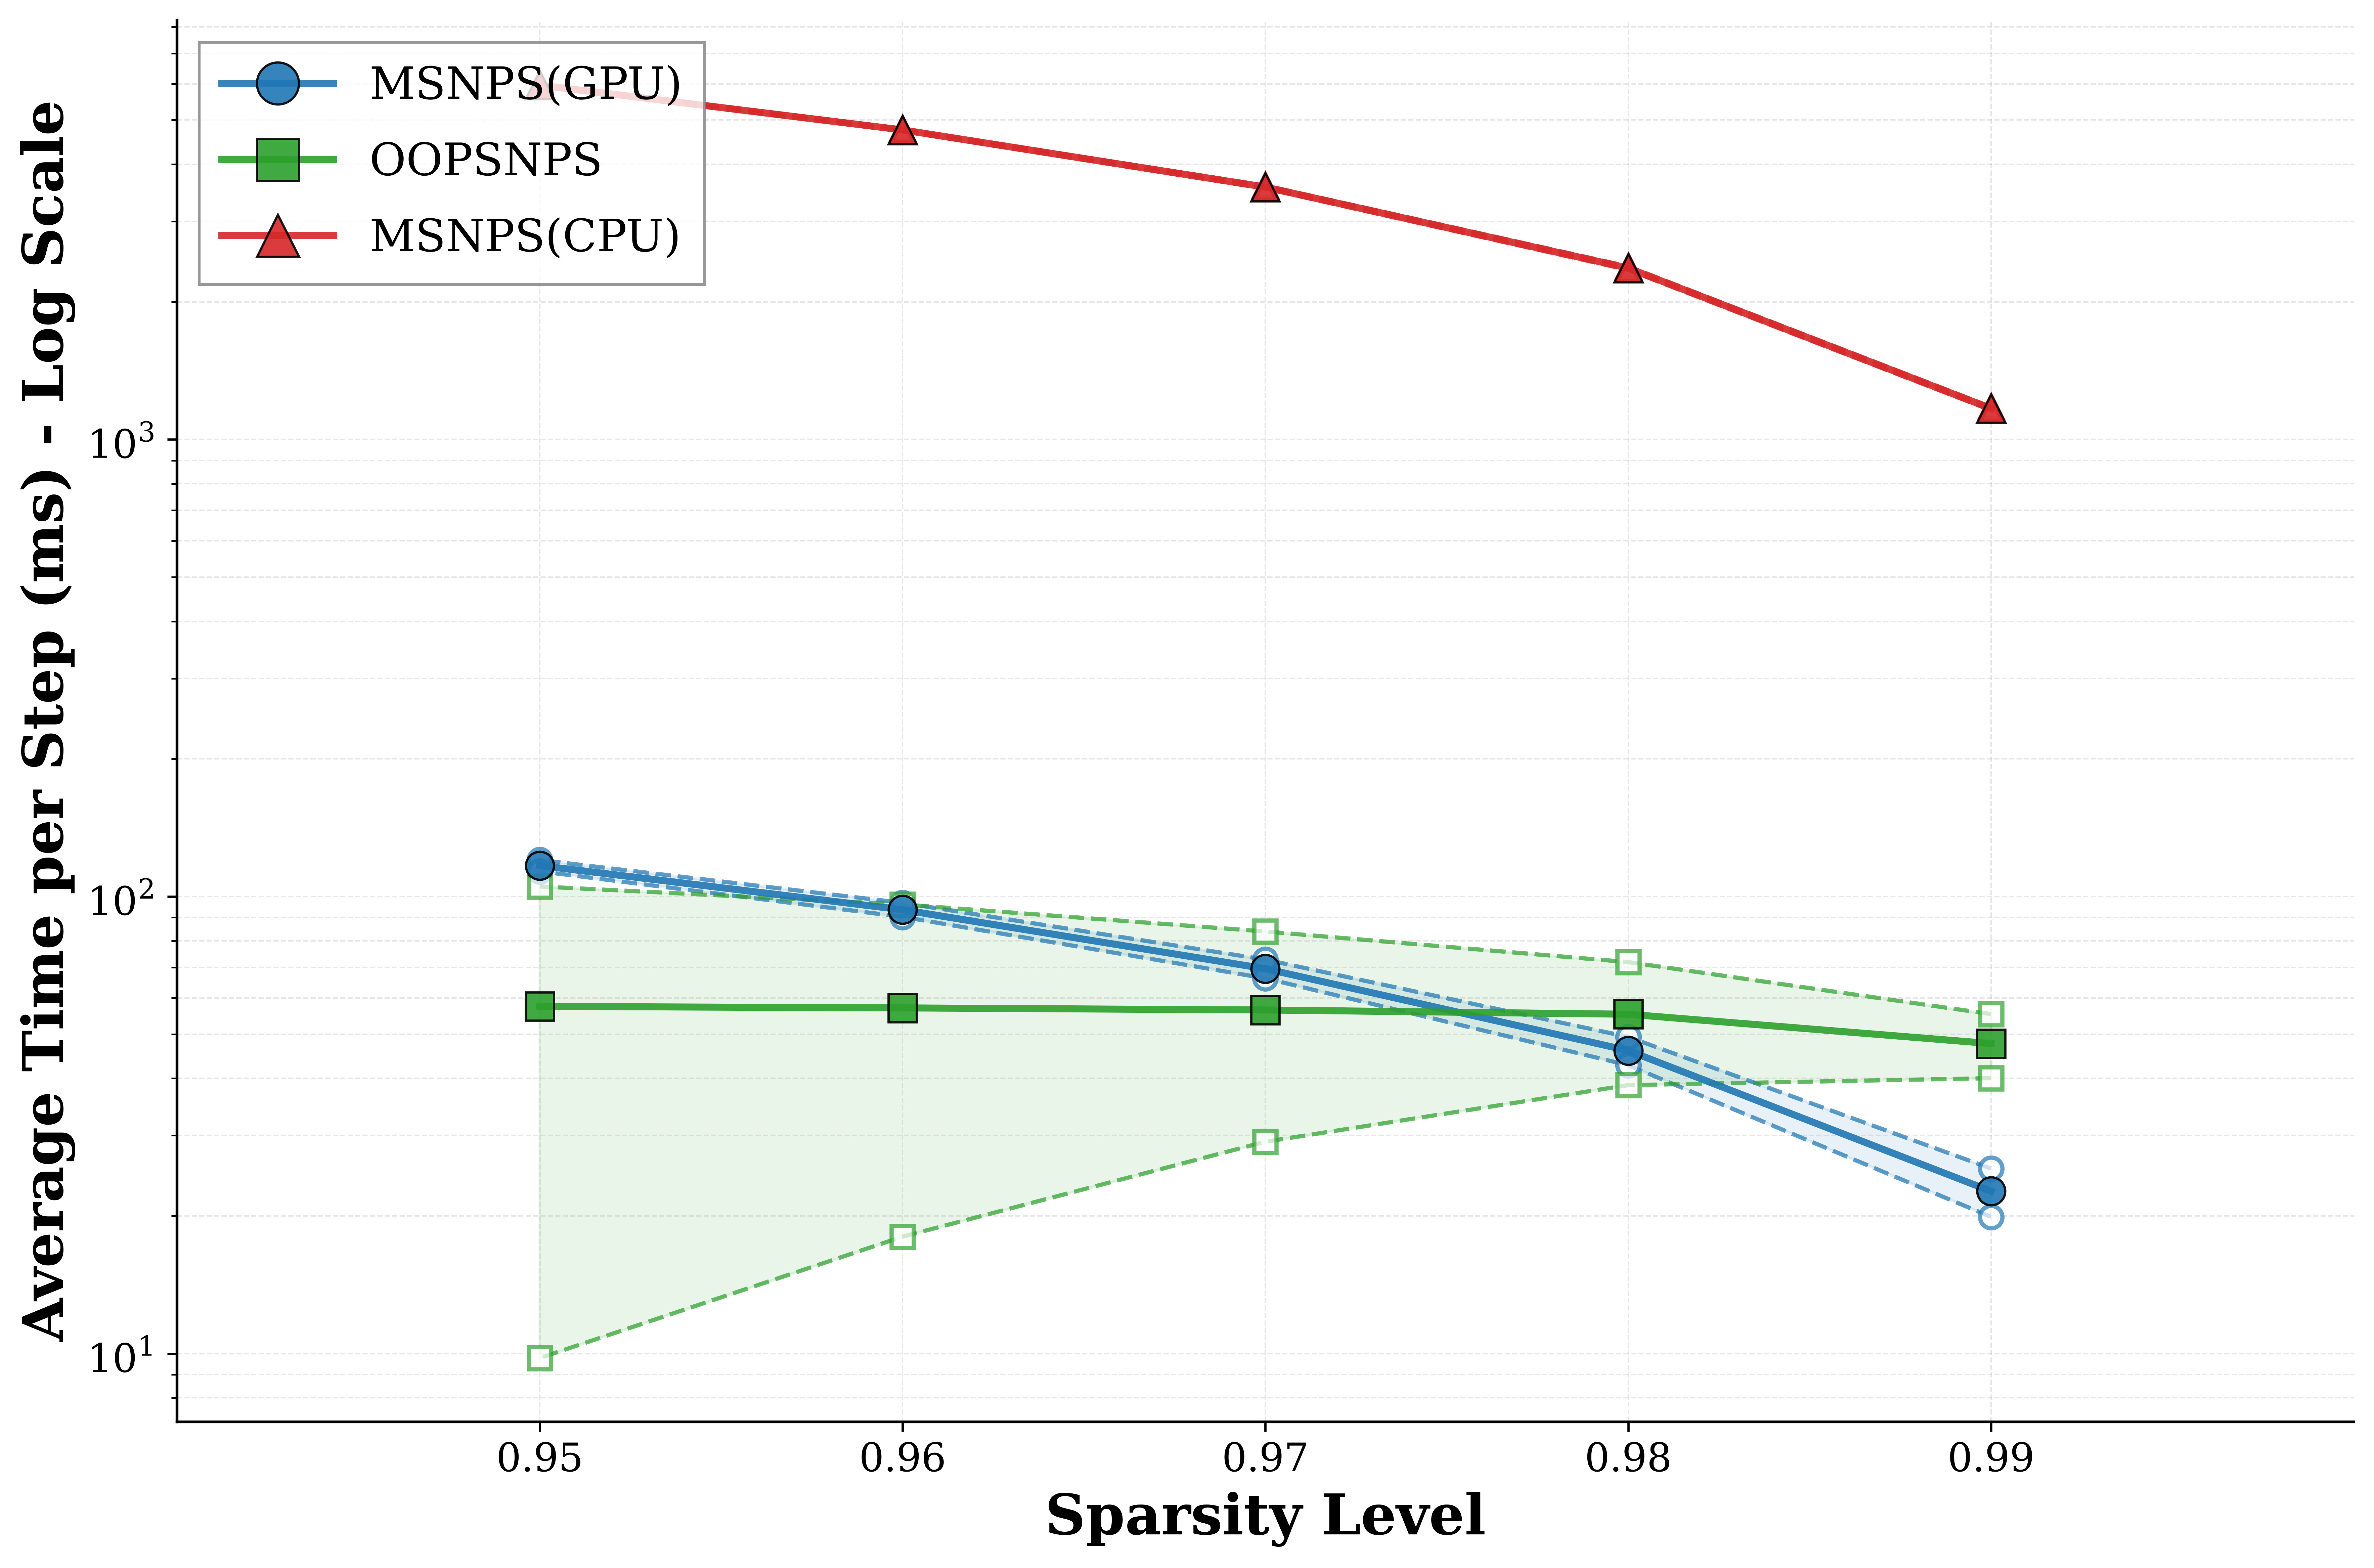 MSNPS(GPU)
OOPSNPS
MSNPS(CPU)
Average Time per Step (ms) - Log Scale
10³
10²
10¹
0.95 0.96 0.97 0.98 0.99
Sparsity Level